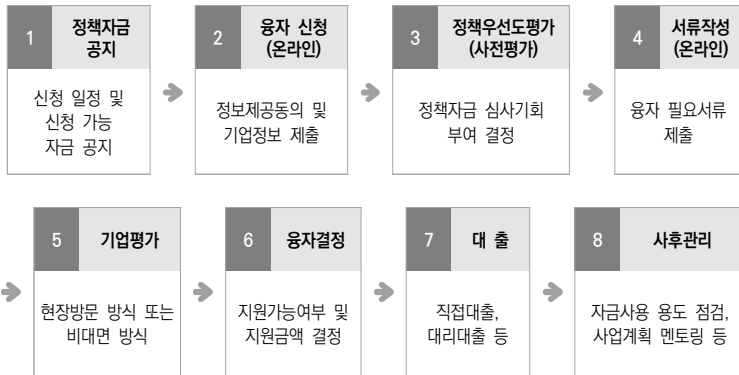 1
정책자금
공지
신청 일정 및
신청 가능
자금 공지
2
융자 신청
(온라인)
정보제공동의 및
기업정보 제출
3
정책우선도평가
(사전평가)
정책자금 심사기회
부여 결정
4
서류작성
(온라인)
융자 필요서류
제출
5 기업평가
현장방문 방식 또는
비대면 방식
6 융자결정
지원가능여부 및
지원금액 결정
7 대 출
직접대출,
대리대출 등
8 사후관리
자금사용 용도 점검,
사업계획 멘토링 등